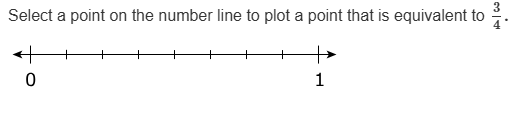 Select a point on the number line to plot a point that is equivalent to 3/4.
0 1